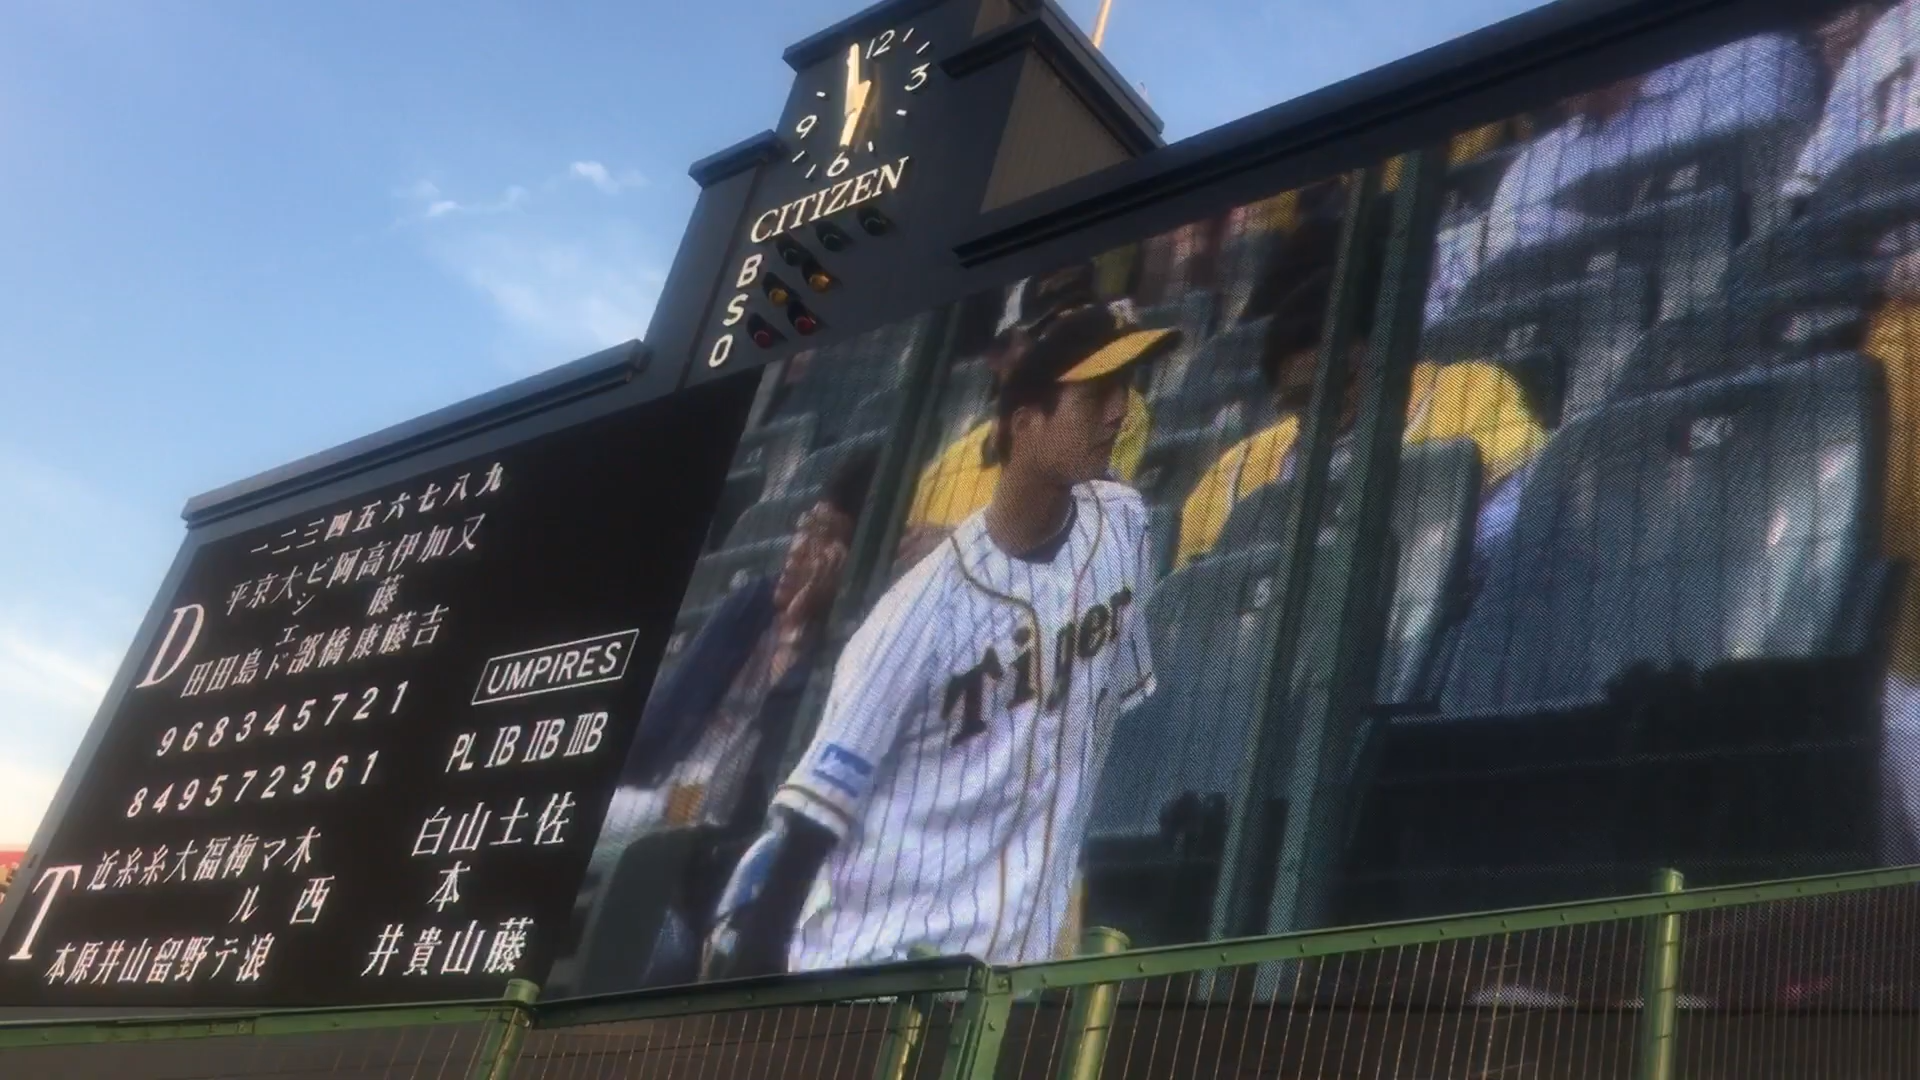 12
3
9
6
CITIZEN
B
S
O
一二三四五六七八九
D
平京大ビ阿高伊加又
シ 藤
エ
田田島ド部橋康藤吉
968345721
849572361
T
近糸糸大福梅マ木
ル西
本原井山留野テ浪
UMPIRES
PL ⅠB ⅡB ⅢB
白山土佐
本
井貴山藤
Tiger